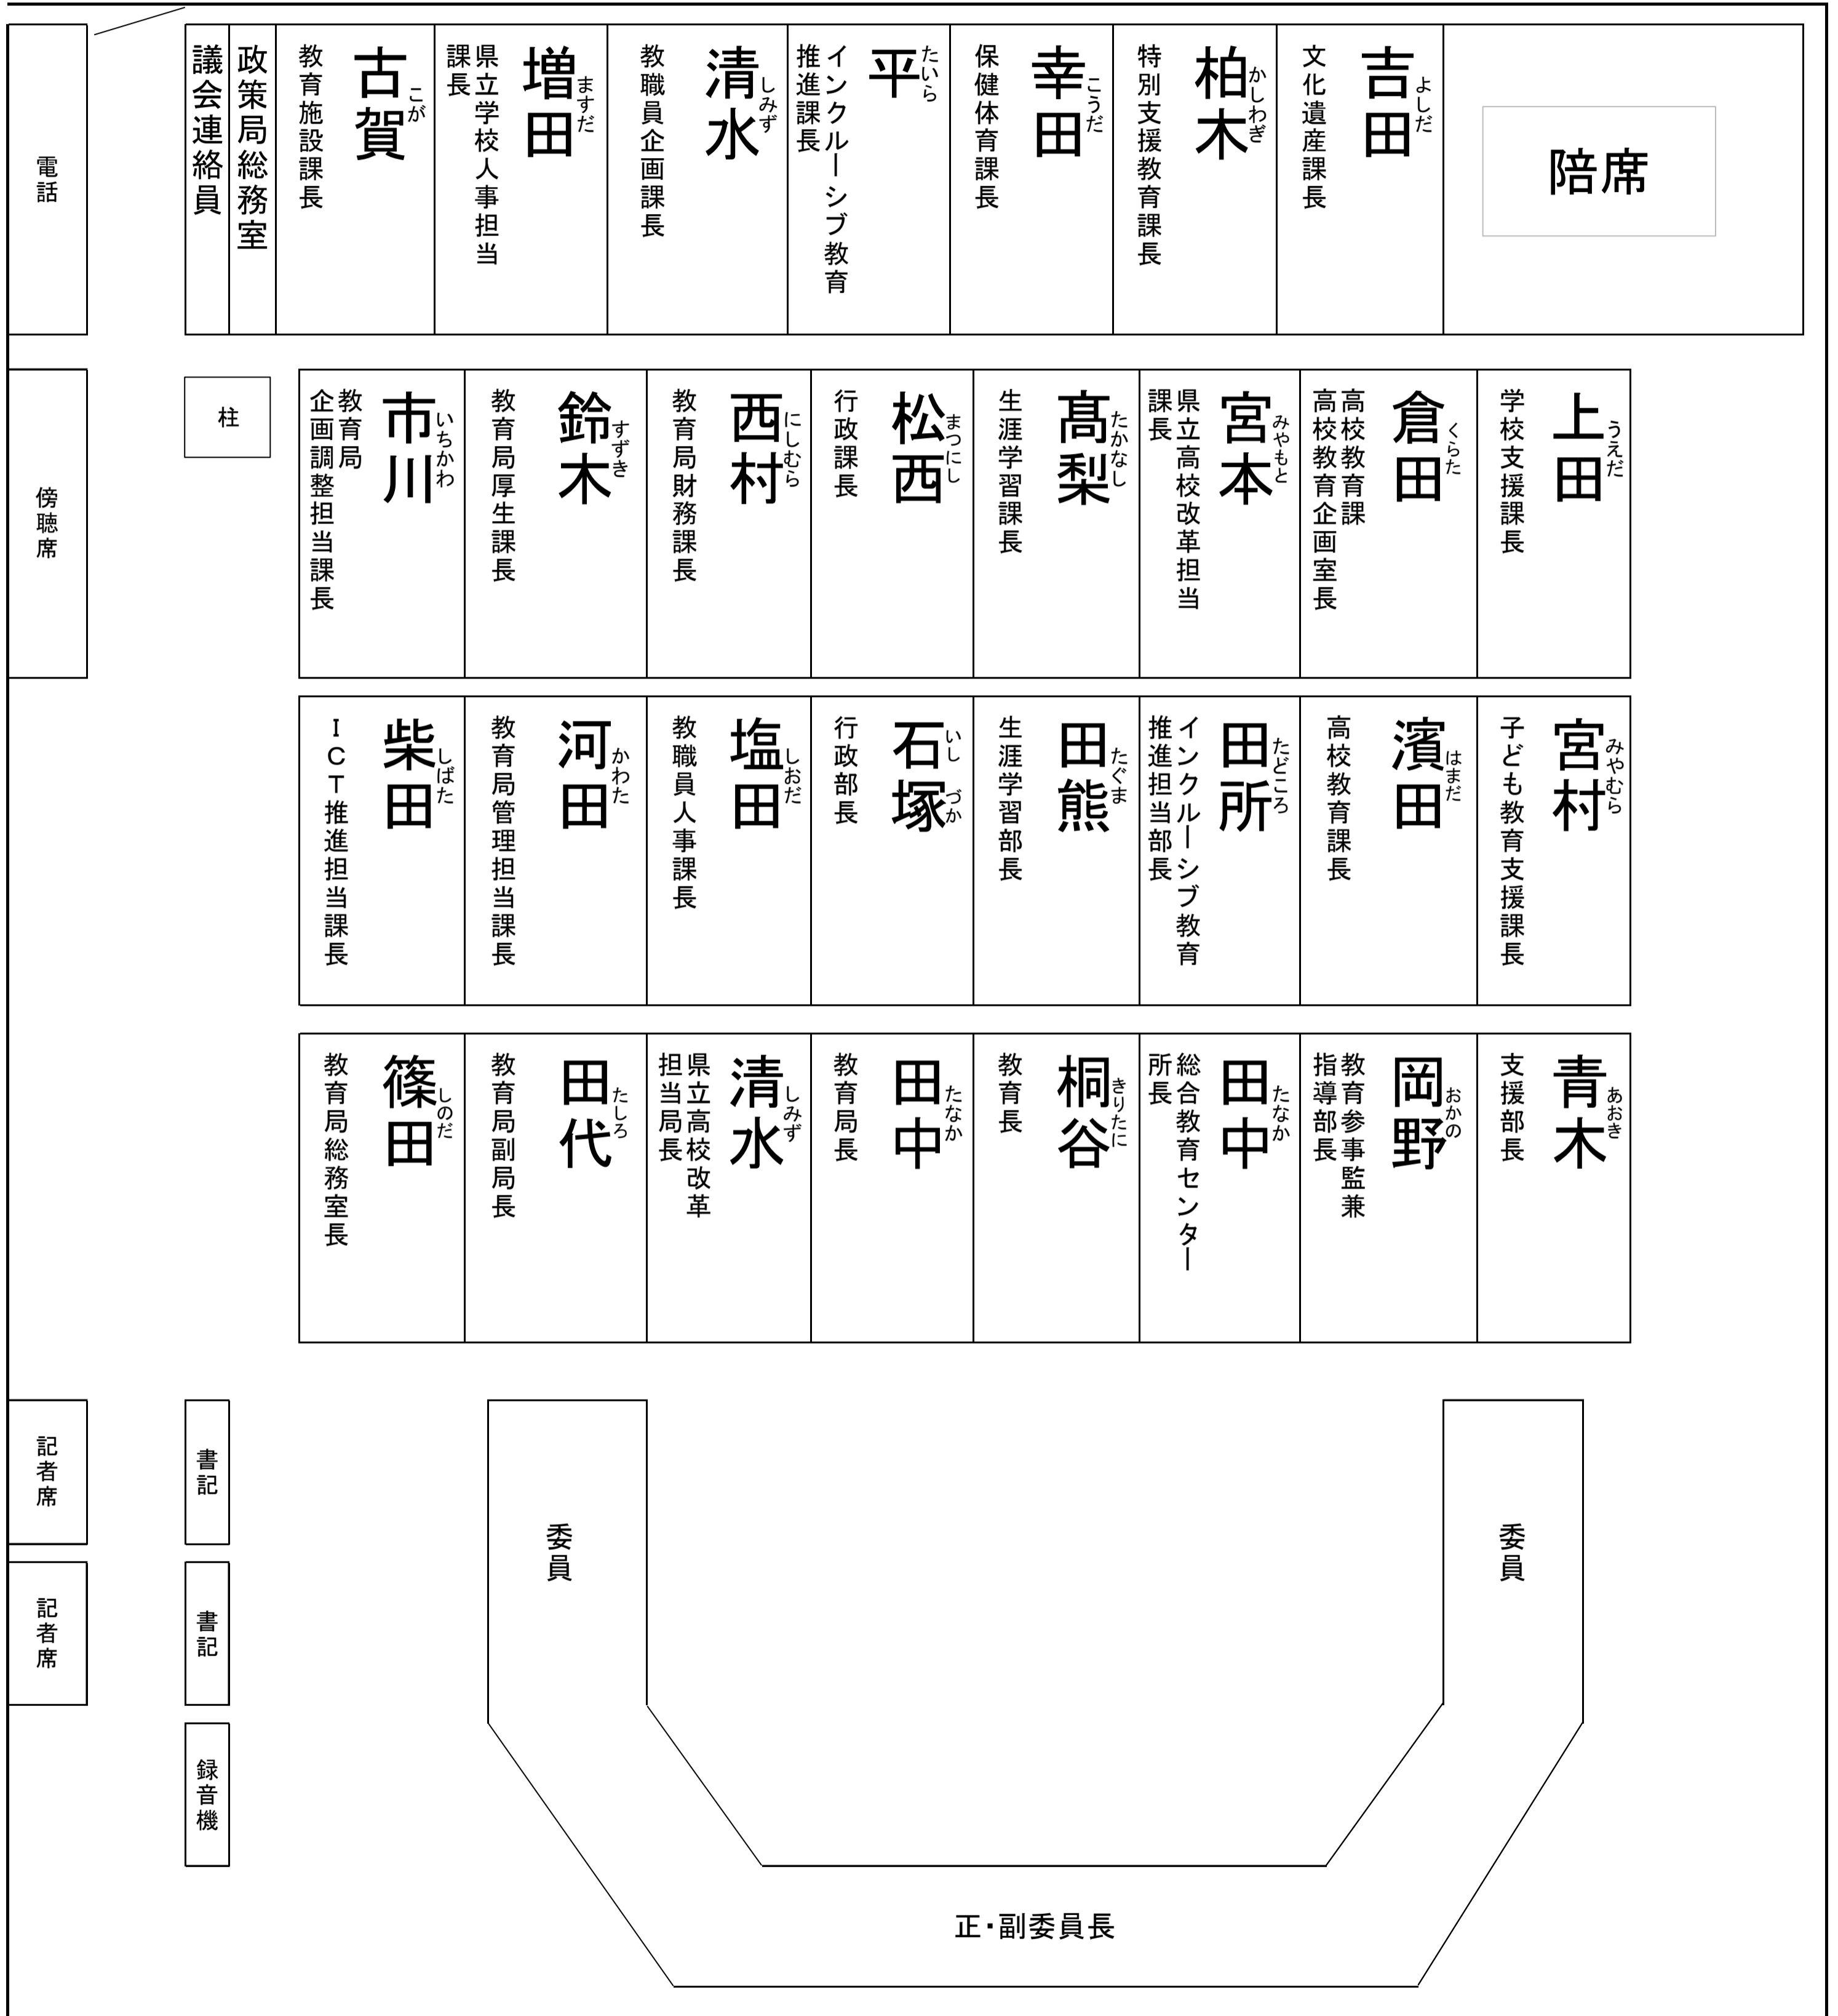 電話
議会連絡員
政策局総務室
古賀
こが
教育施設課長
増田
ますだ
県立学校人事担当
課長
清水
しみず
教職員企画課長
平
たいら
インクルーシブ教育
推進課長
幸田
こうだ
保健体育課長
柏木
かしわぎ
特別支援教育課長
吉田
よしだ
文化遺産課長
陪席
傍聴席
柱
市川
いちかわ
教育局
企画調整担当課長
鈴木
すずき
教育局厚生課長
西村
にしむら
教育局財務課長
松西
まつにし
行政課長
髙梨
たかなし
生涯学習課長
宮本
みやもと
県立高校改革担当
課長
倉田
くらた
高校教育課
高校教育企画室長
上田
うえだ
学校支援課長
柴田
しばた
ICT推進担当課長
河田
かわた
教育局管理担当課長
塩田
しおだ
教職員人事課長
石塚
いしづか
行政部長
田熊
たぐま
生涯学習部長
田所
たどころ
インクルーシブ教育
推進担当部長
濱田
はまだ
高校教育課長
宮村
みやむら
子ども教育支援課長
篠田
しのだ
教育局総務室長
田代
たしろ
教育局副局長
清水
しみず
県立高校改革
担当局長
田中
たなか
教育局長
桐谷
きりたに
教育長
田中
たなか
総合教育センター
所長
岡野
おかの
教育参事監兼
指導部長
青木
あおき
支援部長
記者席
書記
委員
委員
記者席
書記
録音機
正・副委員長